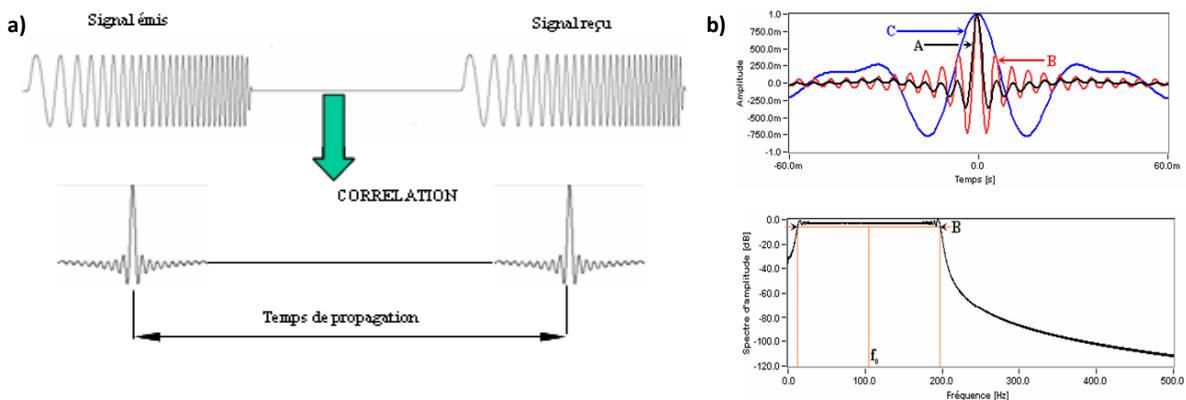 a)
Signal émis
Signal reçu
CORRELATION
Temps de propagation
b)
1.0
750.0m
500.0m
250.0m
0.0
-250.0m
-500.0m
-750.0m
-1.0
Amplitude
C
A
B
-60.0m
0.0
60.0m
Temps [s]
0.0
-20.0
-40.0
-60.0
-80.0
-100.0
-120.0
Spectre d'amplitude [dB]
B
f₀
0.0
100.0
200.0
300.0
400.0
500.0
Fréquence [Hz]